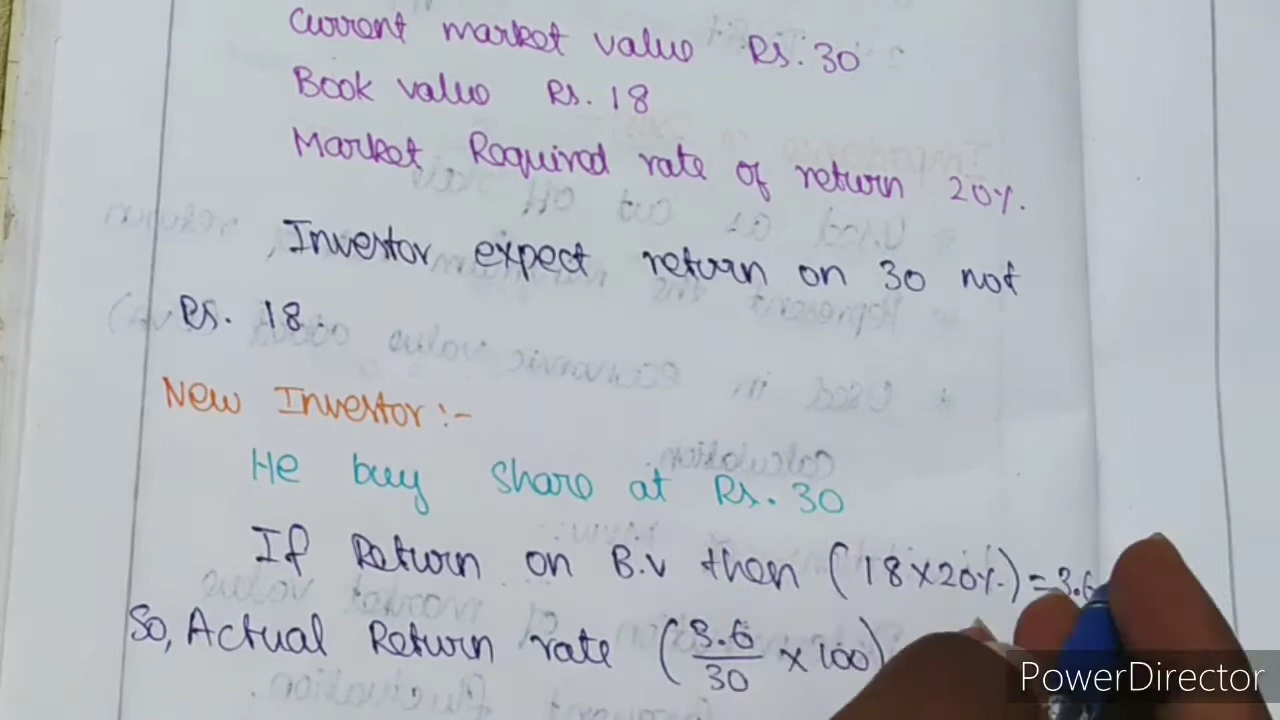 Current market value Rs. 30
Book value Rs. 18
Market Required rate of return 20%.
Investor expect return on 30 not
Rs. 18.
New Investor :-
He buy share at Rs. 30
If Return on B.V then (18×20%) = 3.6
So, Actual Return rate (3.6/30 × 100)
PowerDirector